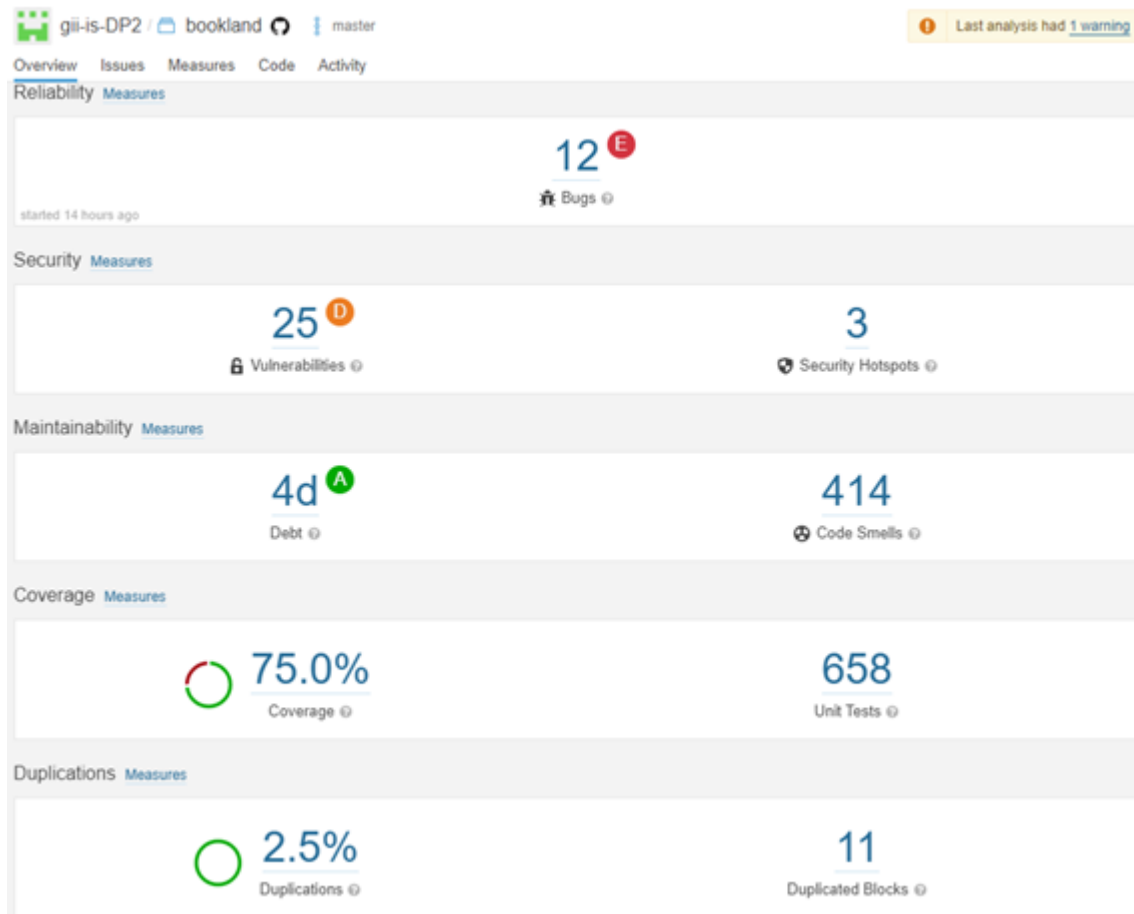 gii-is-DP2 / bookland master
Last analysis had 1 warning
Overview Issues Measures Code Activity
Reliability Measures
12 E
Bugs
started 14 hours ago
Security Measures
25 D 3
Vulnerabilities Security Hotspots
Maintainability Measures
4d A 414
Debt Code Smells
Coverage Measures
75.0% 658
Coverage Unit Tests
Duplications Measures
2.5% 11
Duplications Duplicated Blocks